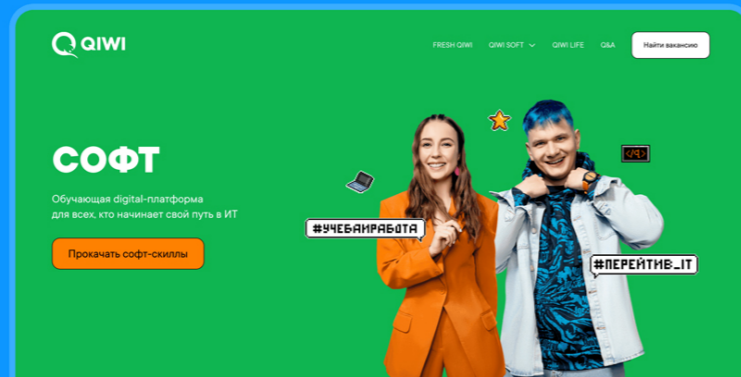 QIWI
FRESH QIWI
QIWI SOFT
QIWI LIFE
Q&A
Найти вакансию
СОФТ
Обучающая digital-платформа
для всех, кто начинает свой путь в ИТ
Прокачать софт-скиллы
#УЧЕБАИРАБОТА
#ПЕРЕЙТИВ_IT